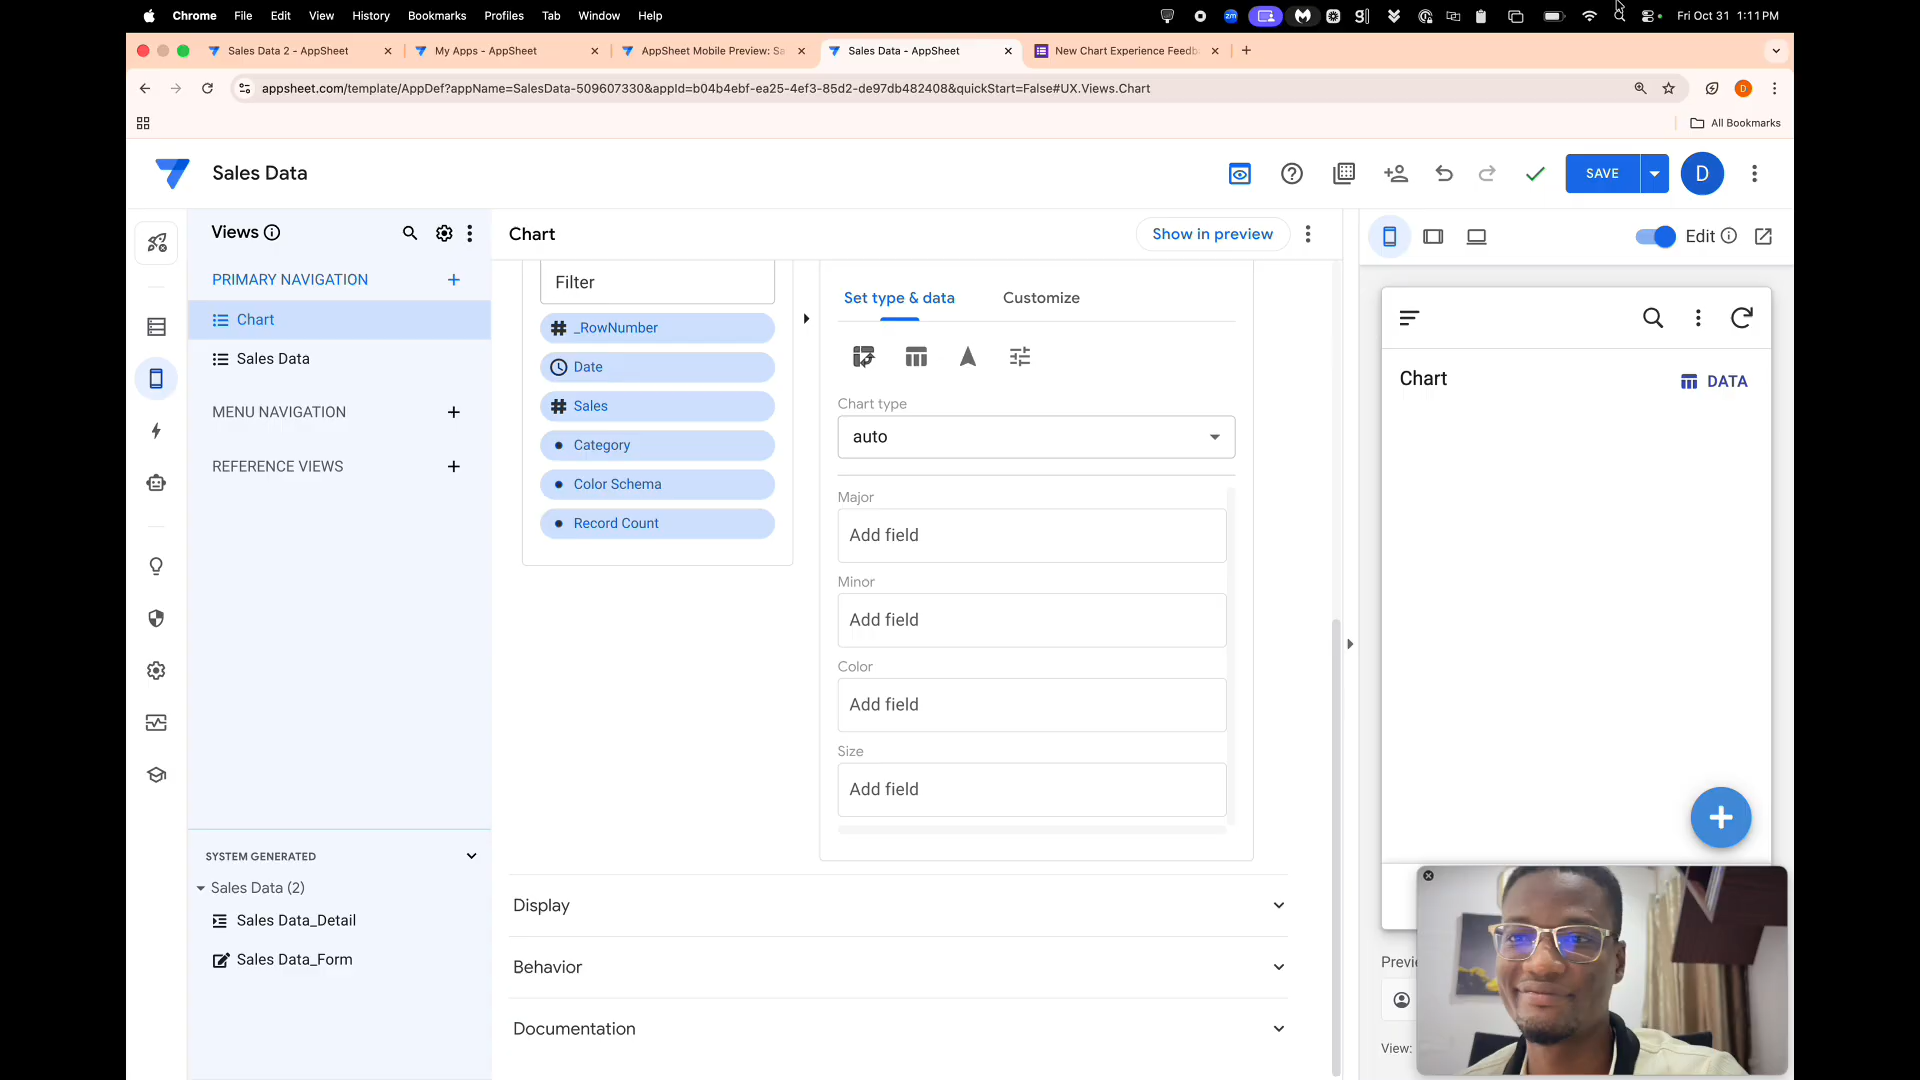 Chrome File Edit View History Bookmarks Profiles Tab Window Help
zm
Fri Oct 31 1:11PM
Sales Data 2 - AppSheet
My Apps - AppSheet
AppSheet Mobile Preview: Sa
Sales Data - AppSheet
New Chart Experience Feedb
appsheet.com/template/AppDef?appName=SalesData-509607330&appId=b04b4ebf-ea25-4ef3-85d2-de97db482408&quickStart=False#UX.Views.Chart
D
All Bookmarks
Sales Data
SAVE
D
Views
Chart
Show in preview
Edit
PRIMARY NAVIGATION
Chart
Sales Data
MENU NAVIGATION
REFERENCE VIEWS
SYSTEM GENERATED
Sales Data (2)
Sales Data_Detail
Sales Data_Form
Filter
_RowNumber
Date
Sales
Category
Color Schema
Record Count
Set type & data
Customize
Chart type
auto
Major
Add field
Minor
Add field
Color
Add field
Size
Add field
Display
Behavior
Documentation
Chart
DATA
View: